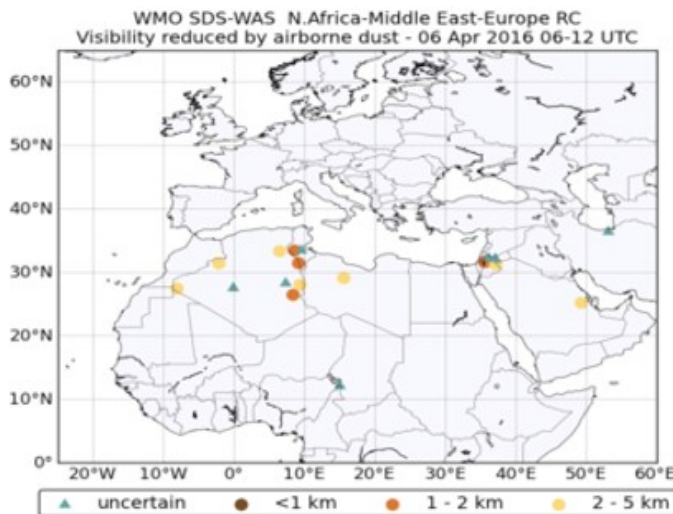 WMO SDS-WAS N.Africa-Middle East-Europe RC
Visibility reduced by airborne dust - 06 Apr 2016 06-12 UTC
60°N
50°N
40°N
30°N
20°N
10°N
0°
20°W 10°W 0° 10°E 20°E 30°E 40°E 50°E 60°E
uncertain <1 km 1 - 2 km 2 - 5 km